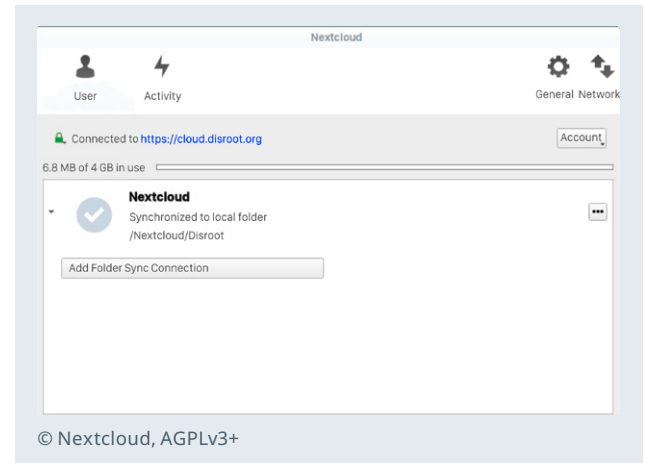 Nextcloud
User
Activity
General
Network
Connected to https://cloud.disroot.org
Account
6.8 MB of 4 GB in use
Nextcloud
Synchronized to local folder
/Nextcloud/Disroot
Add Folder Sync Connection
© Nextcloud, AGPLv3+